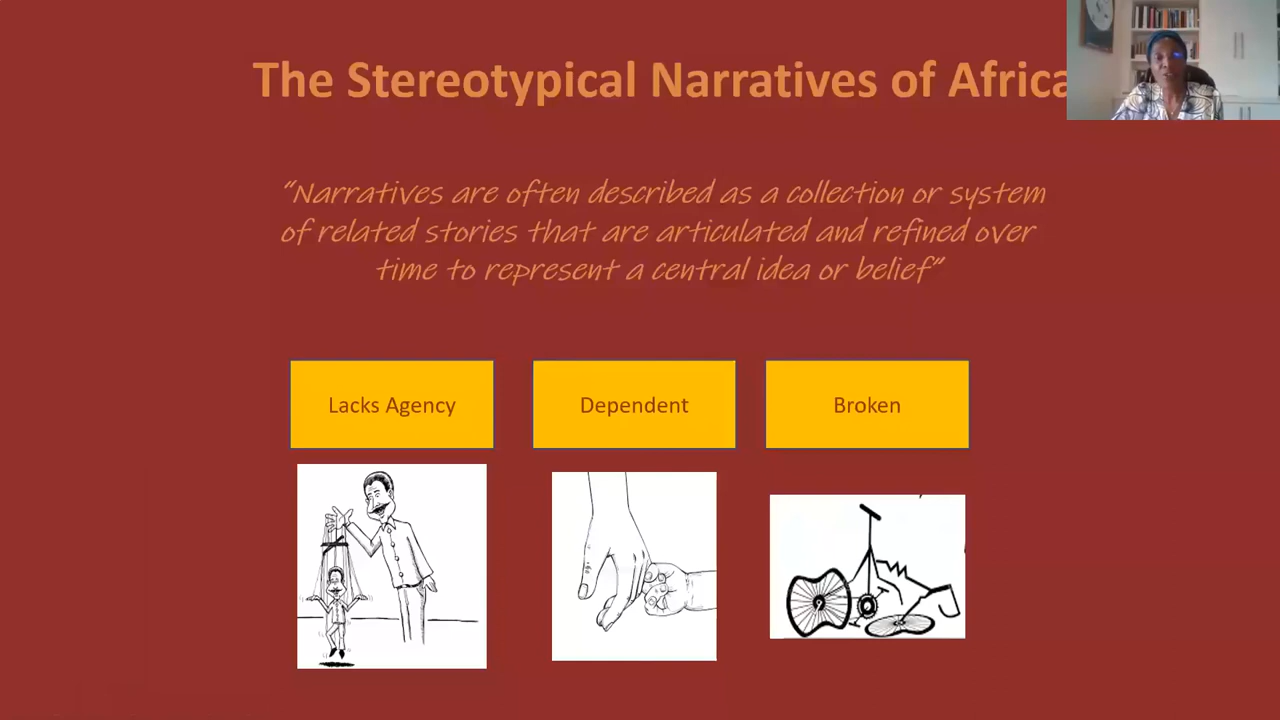 The Stereotypical Narratives of Africa
“Narratives are often described as a collection or system
of related stories that are articulated and refined over
time to represent a central idea or belief”
Lacks Agency
Dependent
Broken